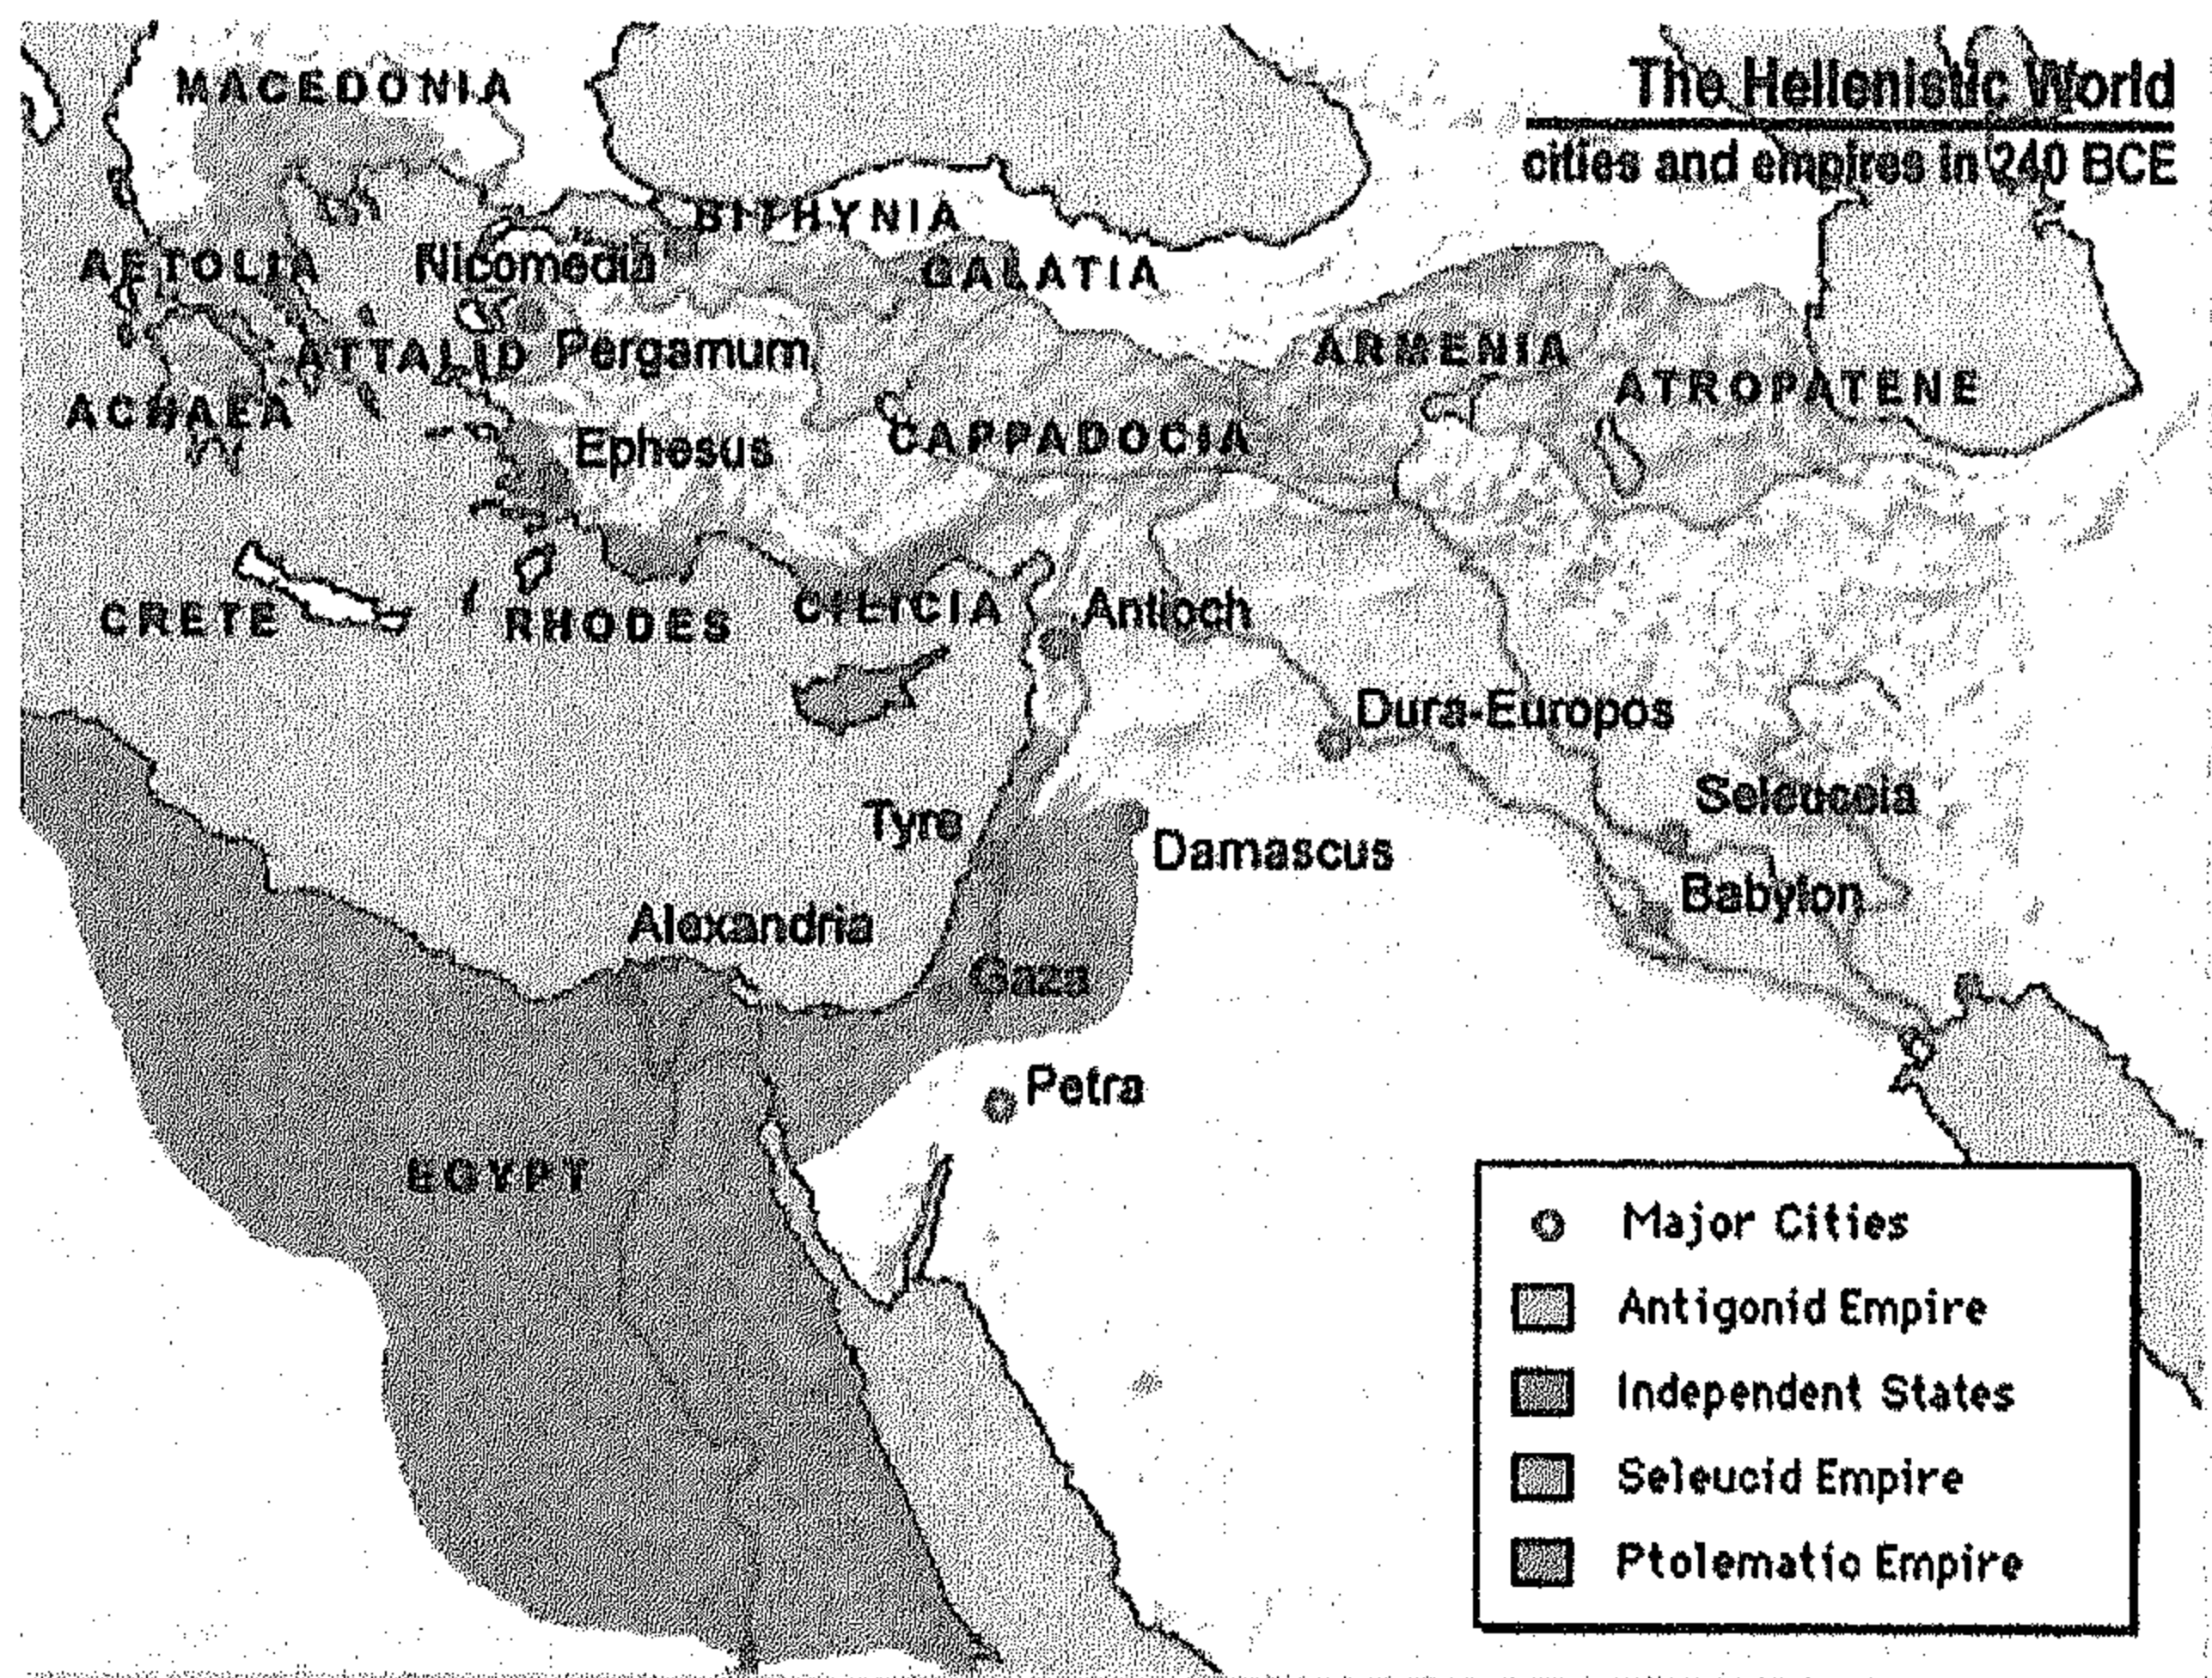 The Hellenistic World
cities and empires in 240 BCE
MACEDONIA
BITHYNIA
AETOLIA
Nicomedia
GALATIA
ATTALID
Pergamum
ARMENIA
ATROPATENE
ACHAEA
Ephesus
CAPPADOCIA
CRETE
RHODES
CILICIA
Antioch
Dura-Europos
Tyre
Damascus
Seleuceia
Babylon
Alexandria
Gaza
Petra
EGYPT
Major Cities
Antigonid Empire
Independent States
Seleucid Empire
Ptolematic Empire